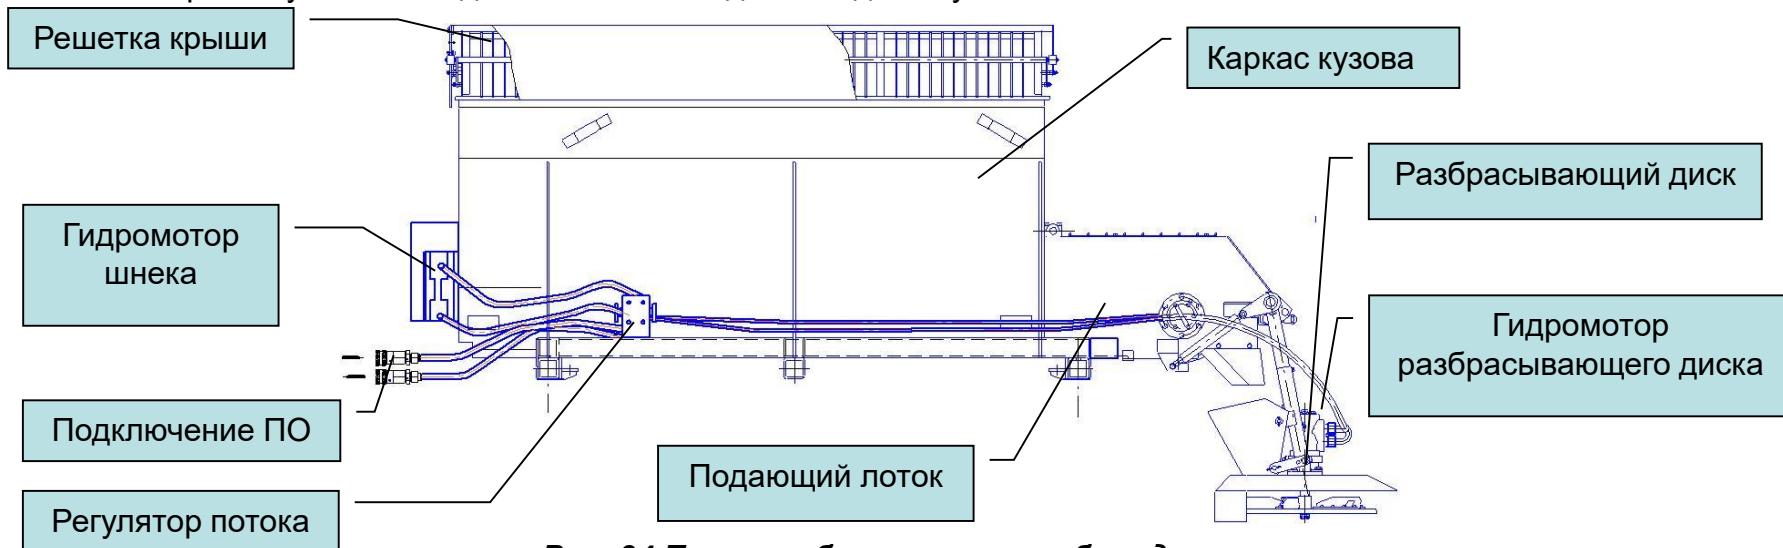 Решетка крыши
Каркас кузова
Разбрасывающий диск
Гидромотор
шнека
Гидромотор
разбрасывающего диска
Подключение ПО
Подающий лоток
Регулятор потока